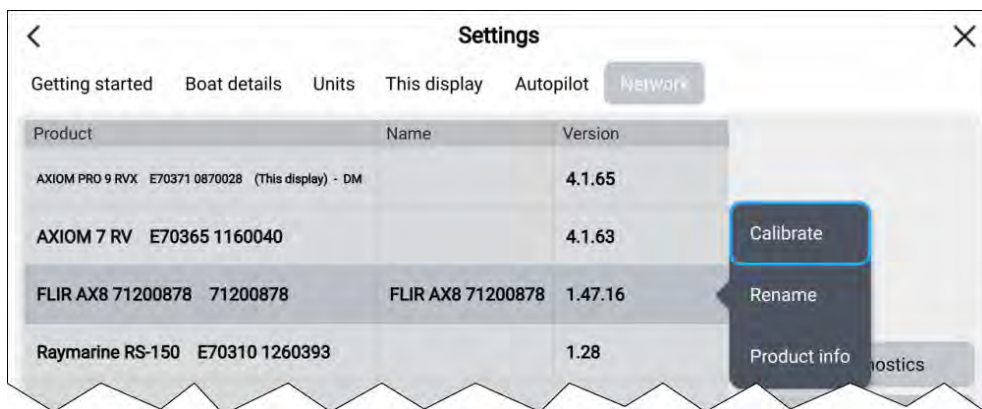 Settings
Getting started Boat details Units This display Autopilot Network
Product Name Version
AXIOM PRO 9 RVX E70371 0870028 (This display) - DM 4.1.65
AXIOM 7 RV E70365 1160040 4.1.63
Calibrate
FLIR AX8 71200878 71200878 FLIR AX8 71200878 1.47.16
Rename
Raymarine RS-150 E70310 1260393 1.28
Product info
nostics